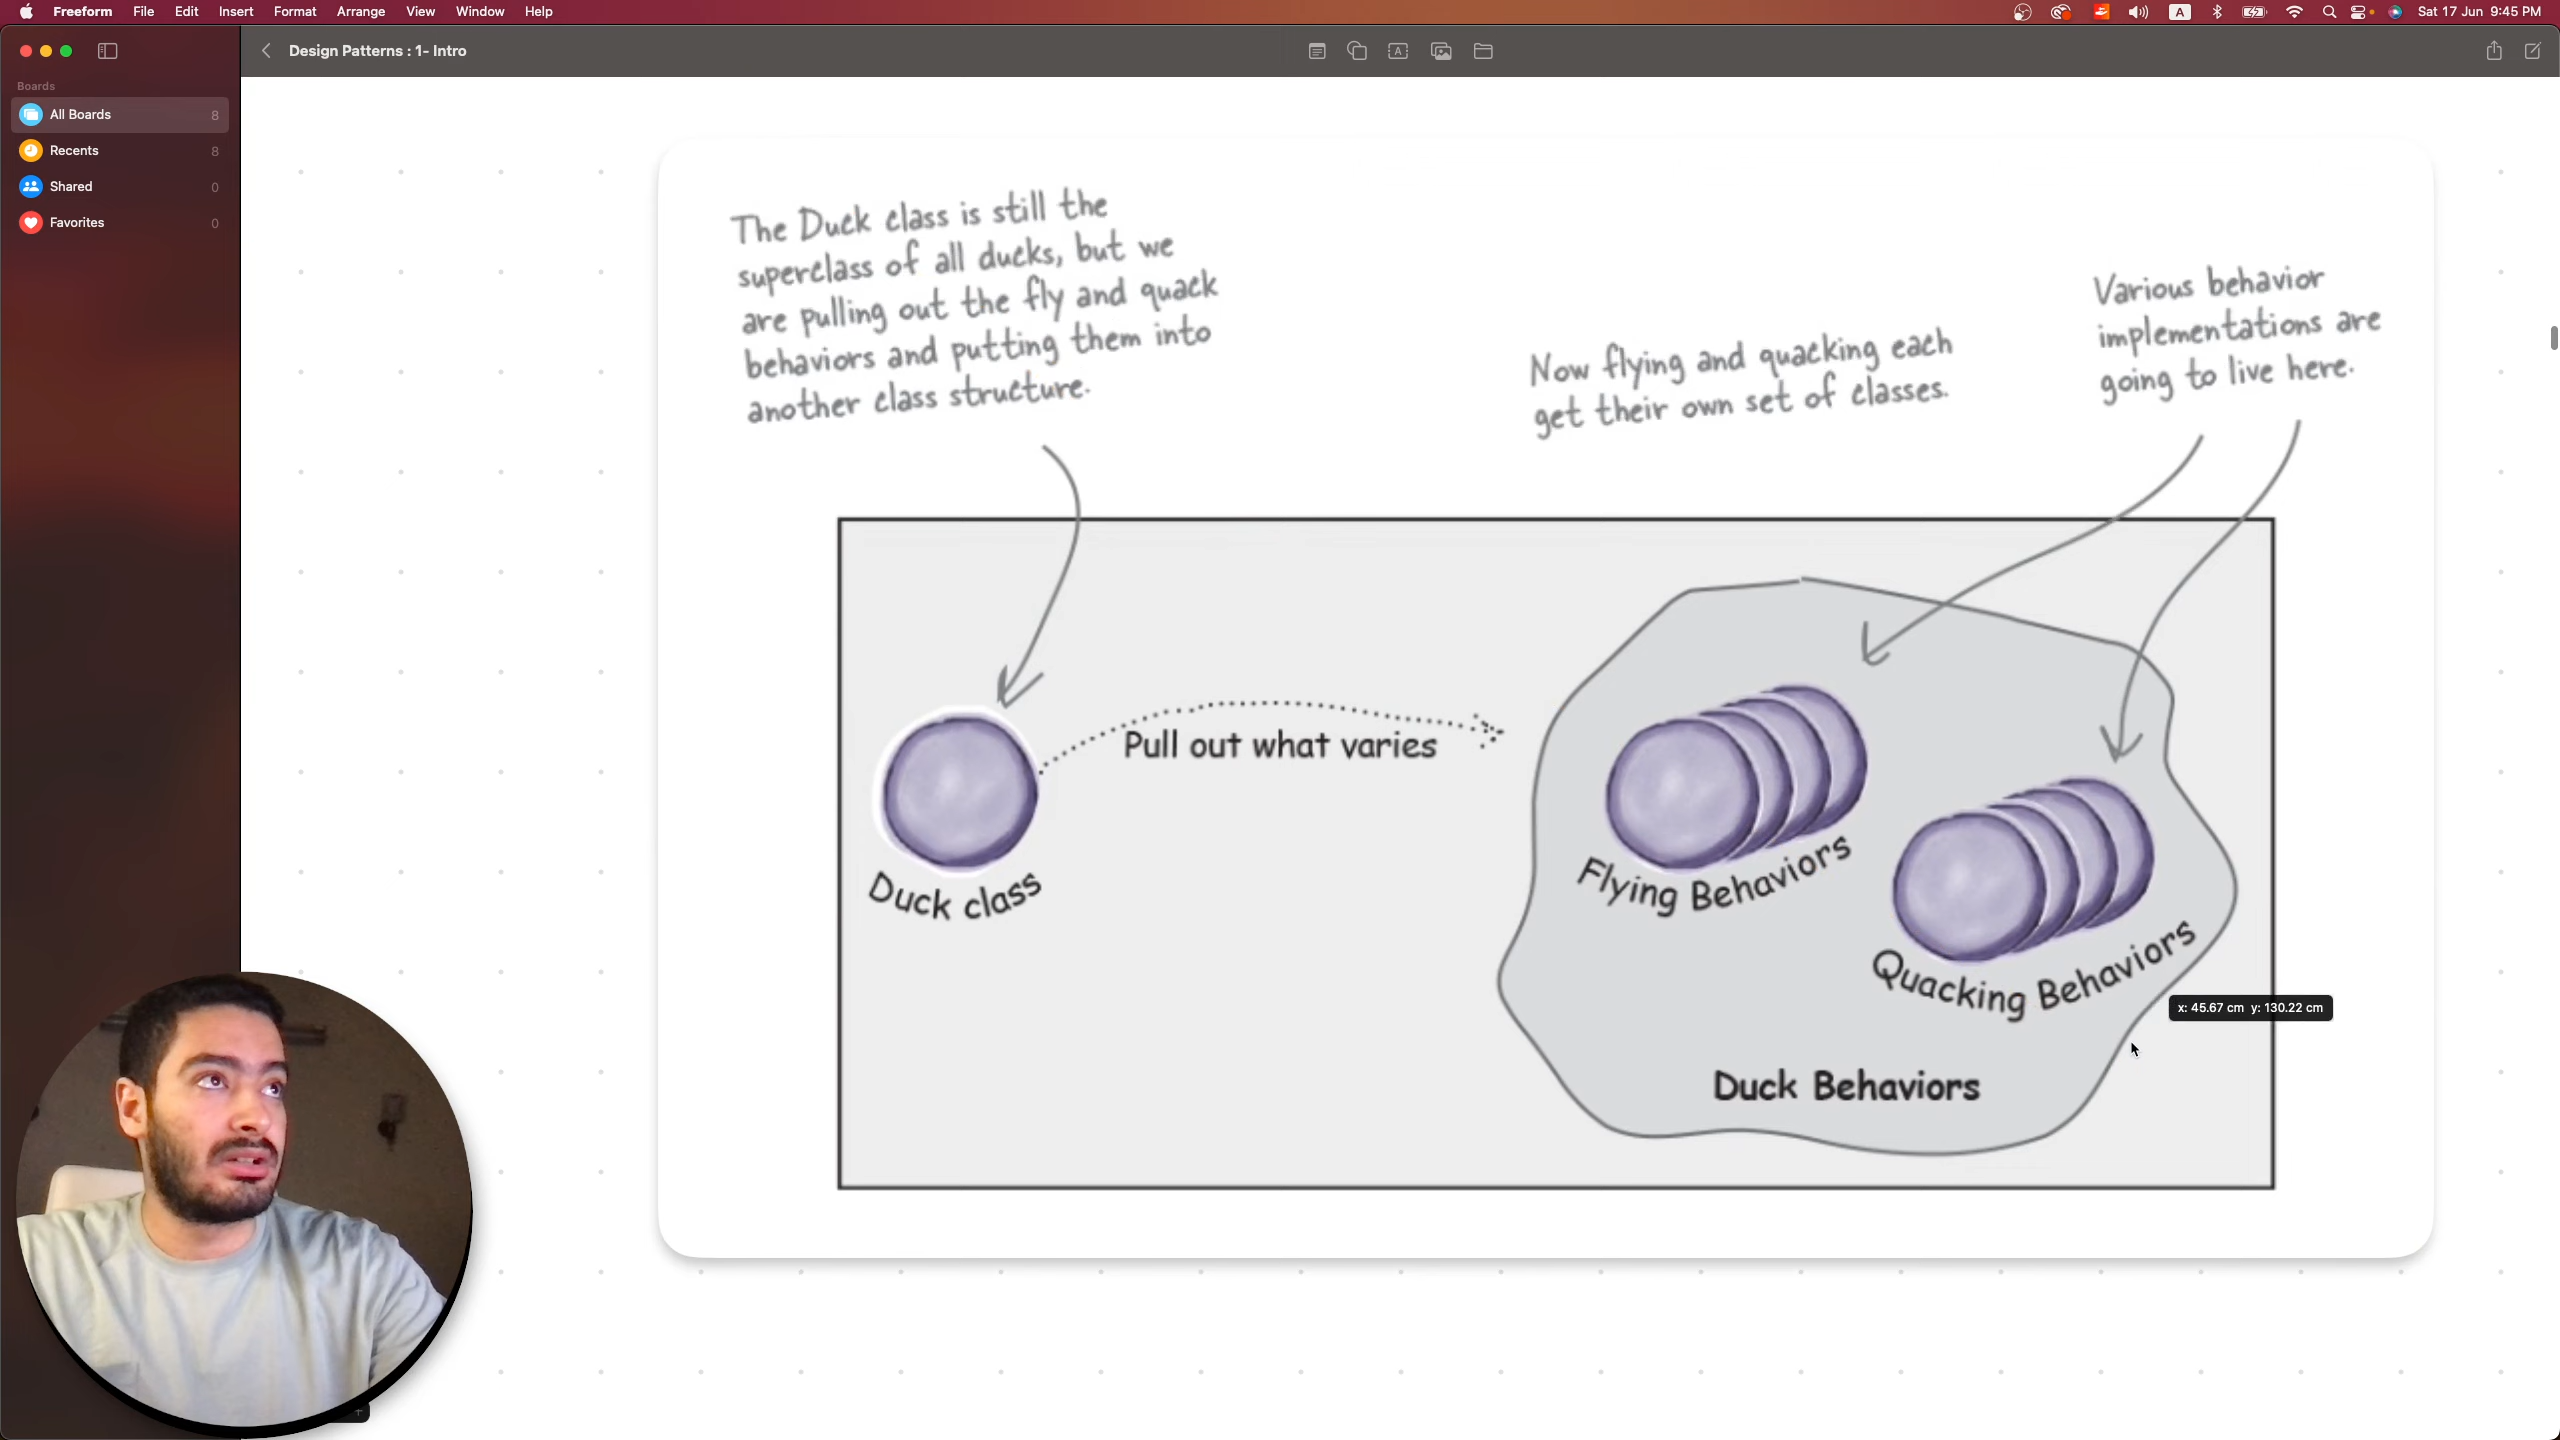 Freeform File Edit Insert Format Arrange View Window Help
A
Sat 17 Jun 9:45 PM
Design Patterns : 1- Intro
A
Boards
All Boards 8
Recents 8
Shared 0
Favorites 0
The Duck class is still the
superclass of all ducks, but we
are pulling out the fly and quack
behaviors and putting them into
another class structure.
Now flying and quacking each
get their own set of classes.
Various behavior
implementations are
going to live here.
Pull out what varies
Duck class
Flying Behaviors
Quacking Behaviors
x: 45.67 cm y: 130.22 cm
Duck Behaviors
+